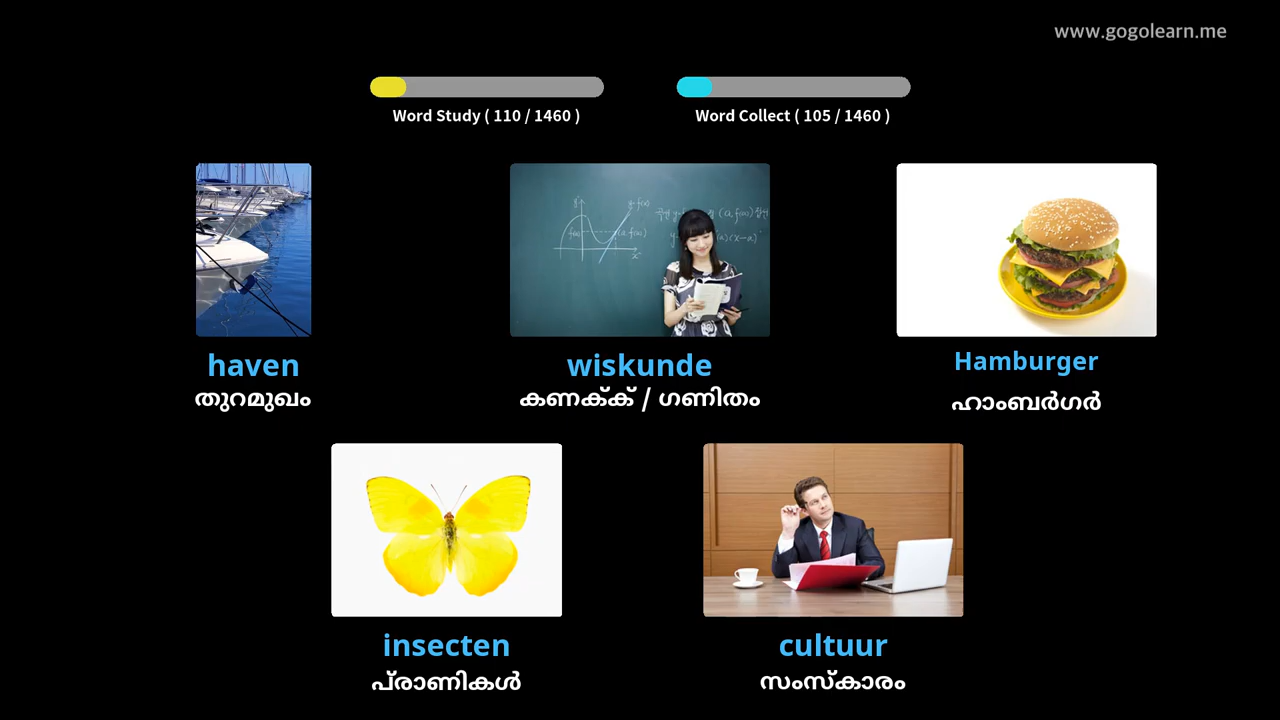 www.gogolearn.me
Word Study ( 110 / 1460 )
Word Collect ( 105 / 1460 )
haven
തുറമുഖം
wiskunde
കണക്ക് / ഗണിതം
Hamburger
ഹാംബർഗർ
insecten
പ്രാണികൾ
cultuur
സംസ്കാരം